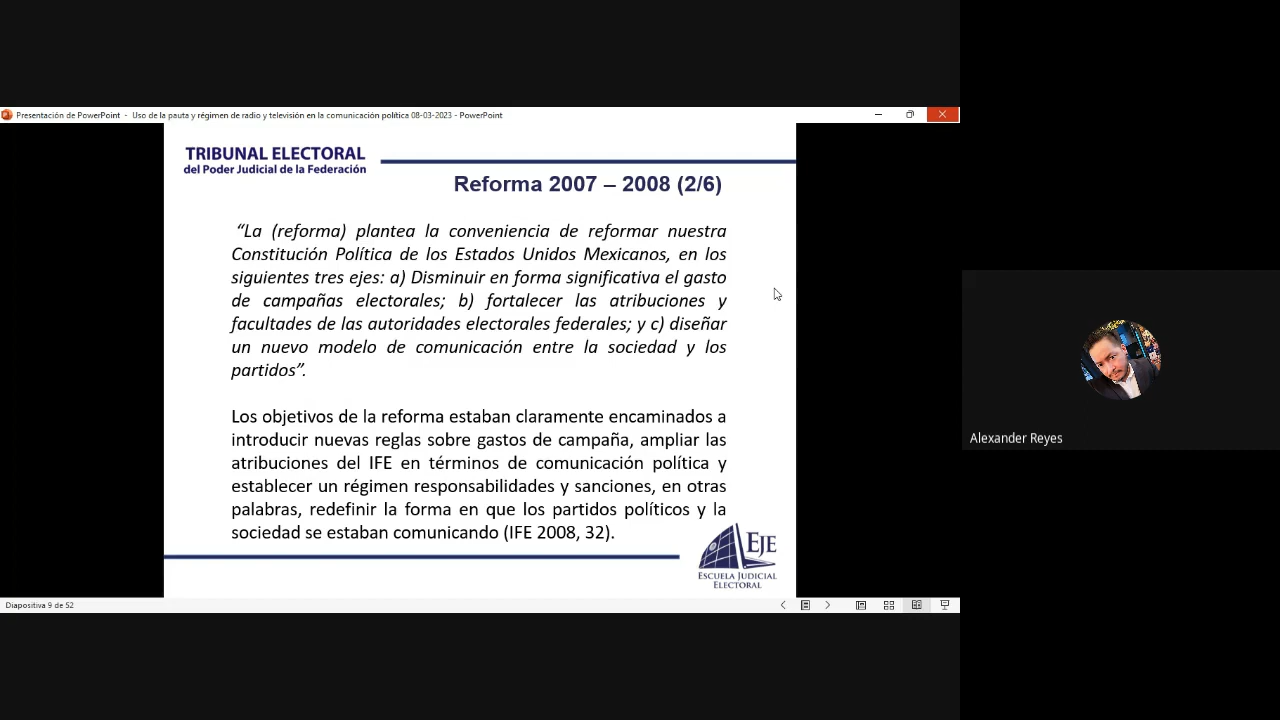 Presentación de PowerPoint - Uso de la pauta y régimen de radio y televisión en la comunicación política 08-03-2023 - PowerPoint
TRIBUNAL ELECTORAL
del Poder Judicial de la Federación
Reforma 2007 – 2008 (2/6)
“La (reforma) plantea la conveniencia de reformar nuestra
Constitución Política de los Estados Unidos Mexicanos, en los
siguientes tres ejes: a) Disminuir en forma significativa el gasto
de campañas electorales; b) fortalecer las atribuciones y
facultades de las autoridades electorales federales; y c) diseñar
un nuevo modelo de comunicación entre la sociedad y los
partidos”.
Los objetivos de la reforma estaban claramente encaminados a
introducir nuevas reglas sobre gastos de campaña, ampliar las
atribuciones del IFE en términos de comunicación política y
establecer un régimen responsabilidades y sanciones, en otras
palabras, redefinir la forma en que los partidos políticos y la
sociedad se estaban comunicando (IFE 2008, 32).
EJE
ESCUELA JUDICIAL
ELECTORAL
Diapositiva 9 de 52
Alexander Reyes